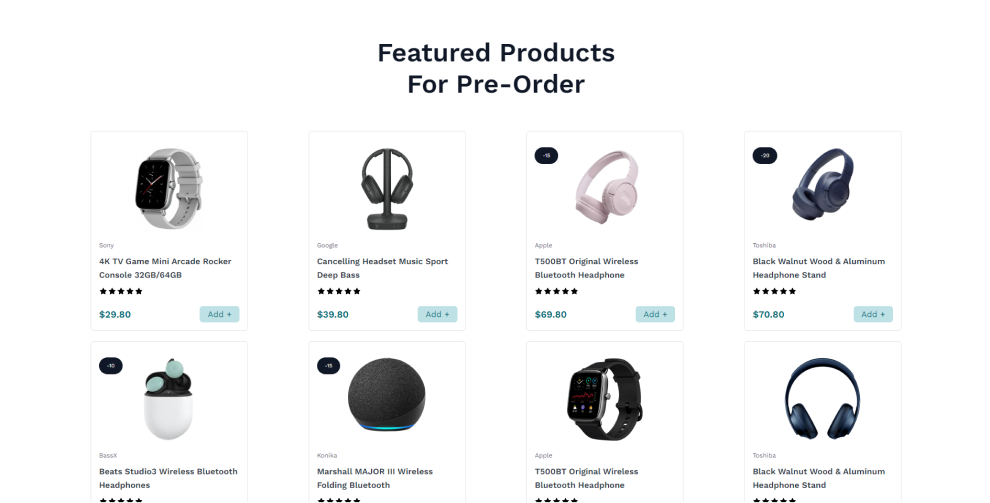 Featured Products
For Pre-Order
Sony
4K TV Game Mini Arcade Rocker
Console 32GB/64GB
★★★★★
$29.80
Add +
Google
Cancelling Headset Music Sport
Deep Bass
★★★★★
$39.80
Add +
-15
Apple
T500BT Original Wireless
Bluetooth Headphone
★★★★★
$69.80
Add +
-20
Toshiba
Black Walnut Wood & Aluminum
Headphone Stand
★★★★★
$70.80
Add +
-10
BassX
Beats Studio3 Wireless Bluetooth
Headphones
-15
Konika
Marshall MAJOR III Wireless
Folding Bluetooth
Apple
T500BT Original Wireless
Bluetooth Headphone
Toshiba
Black Walnut Wood & Aluminum
Headphone Stand